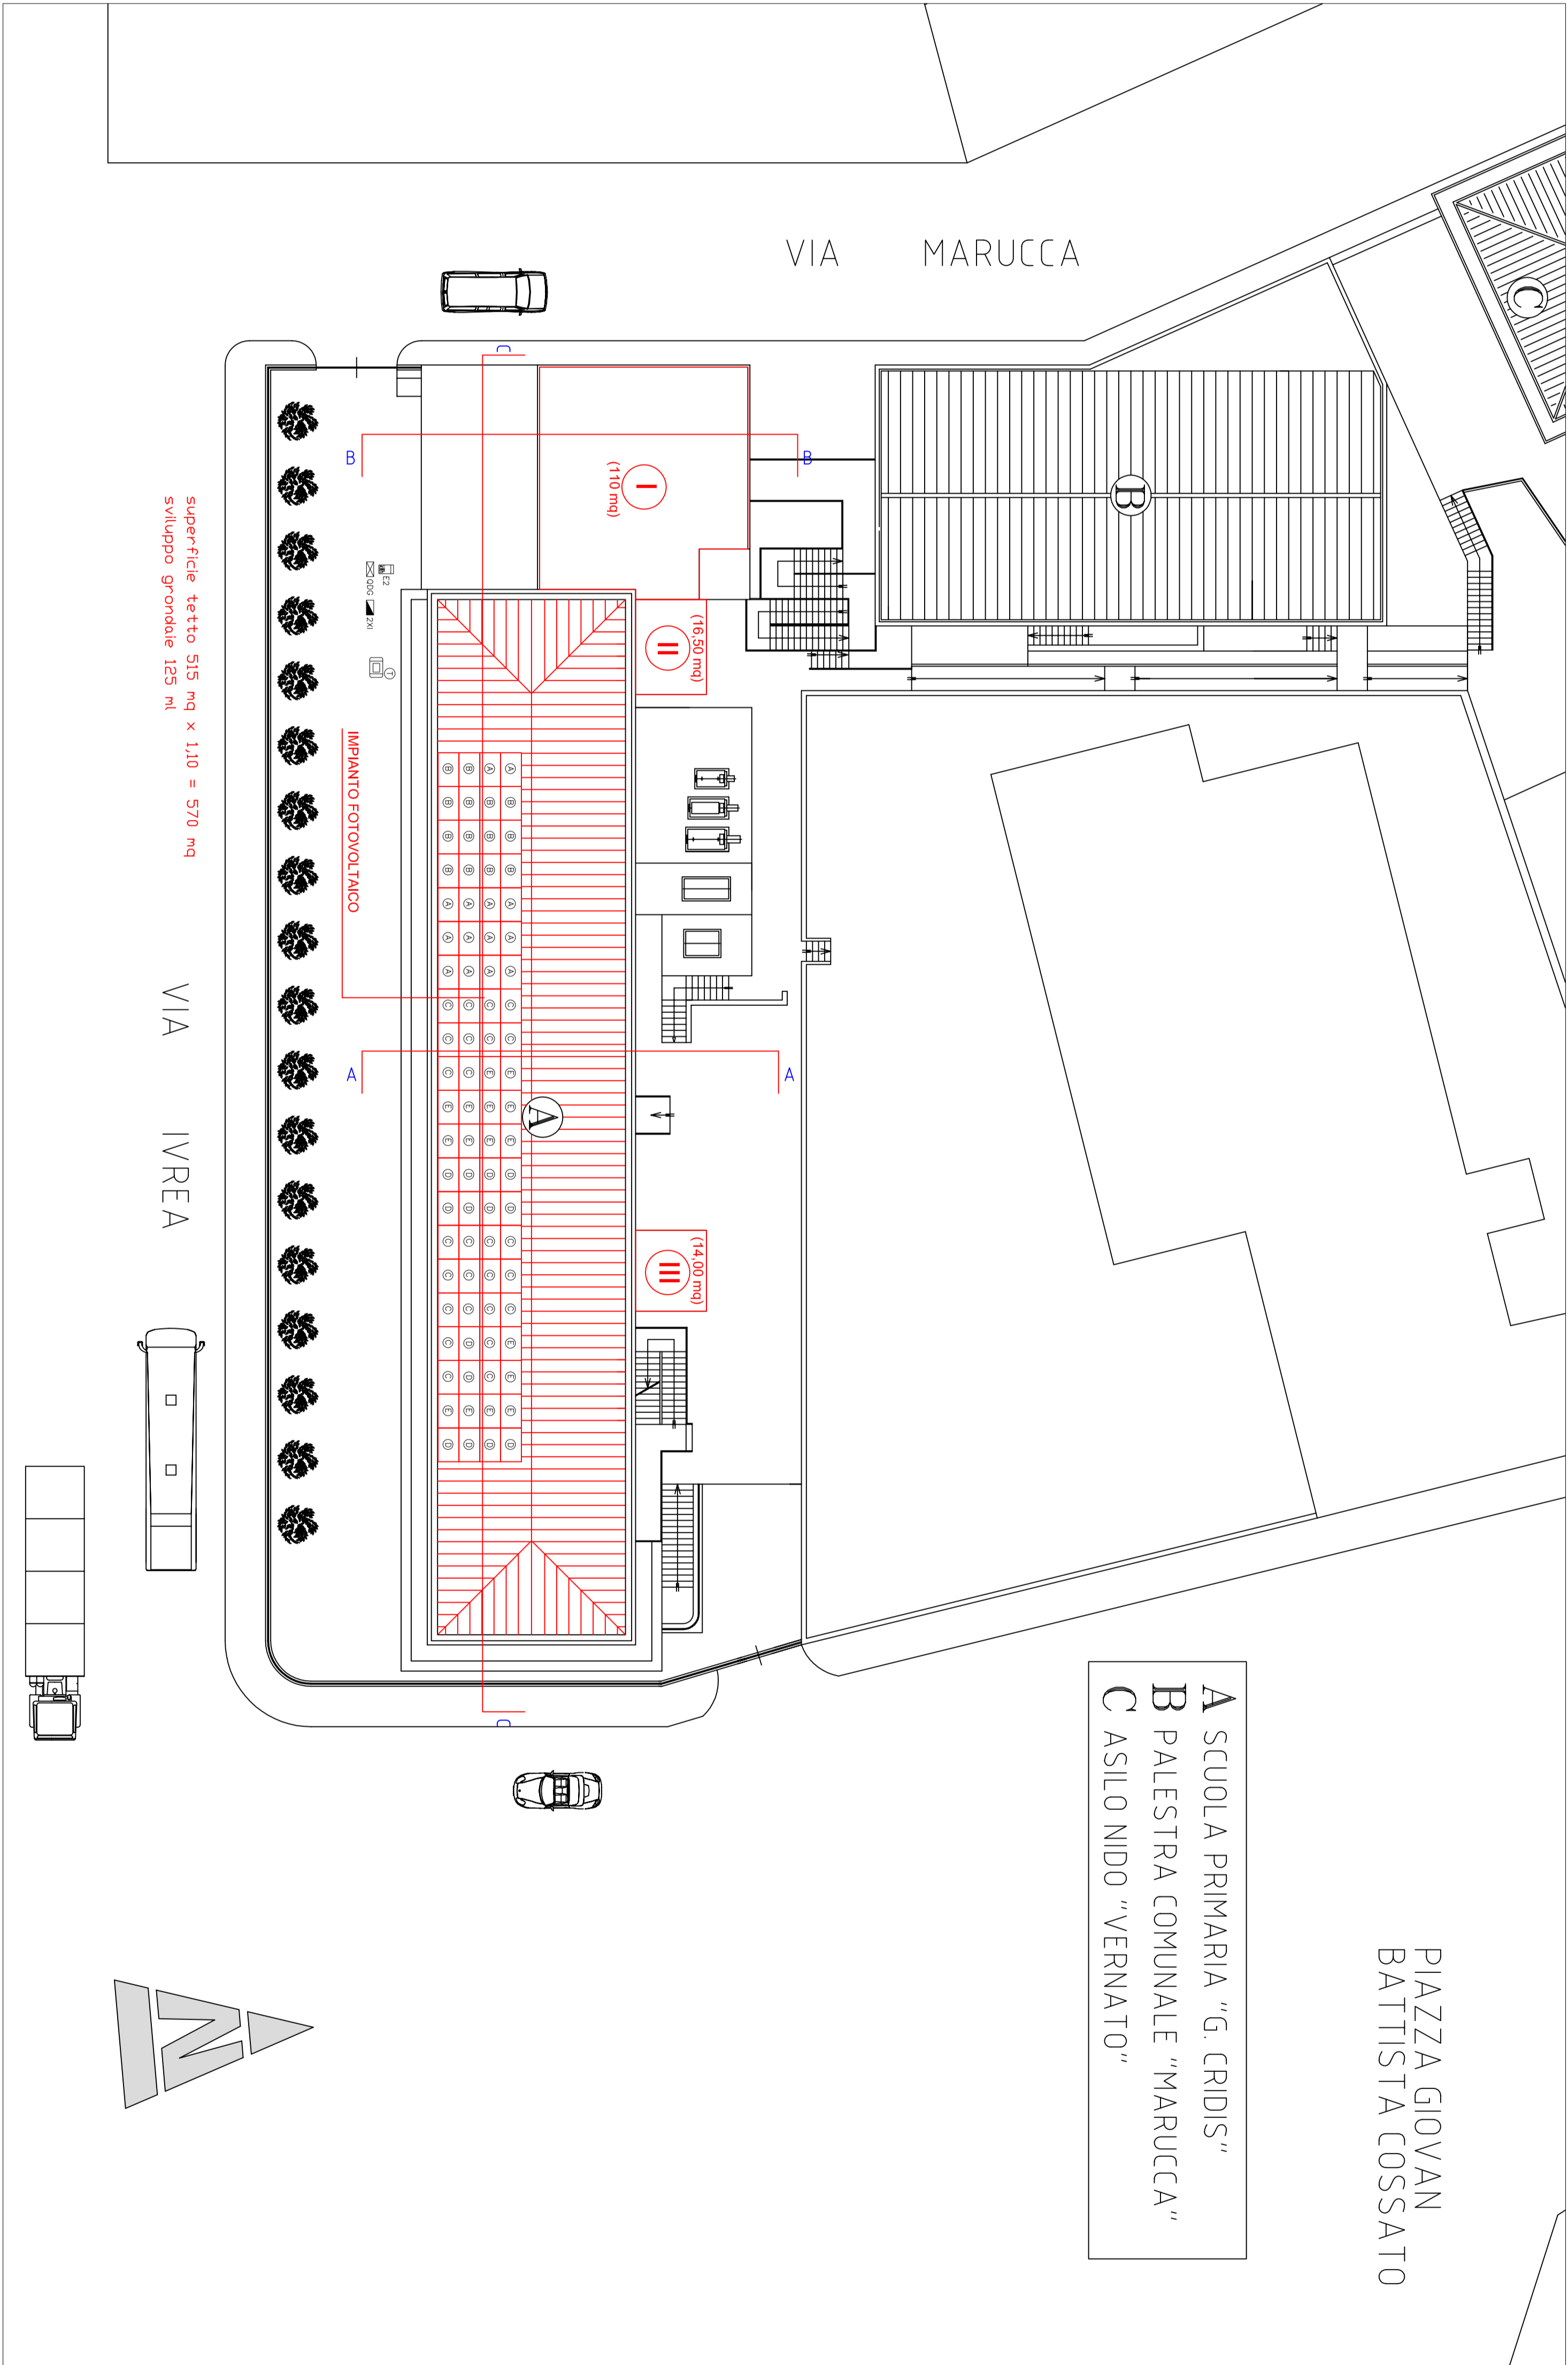 PIAZZA GIOVAN
BATTISTA COSSATO
A SCUOLA PRIMARIA "G. CRIDIS"
B PALESTRA COMUNALE "MARUCCA"
C ASILO NIDO "VERNATO"
C
B
VIA MARUCCA
B
A
(16,50 mq)
(14,00 mq)
I
II
III
(110 mq)
A
A B B B A A A C C E E E D D C C C E E E D
A B B B A A A C C E E E D D C C C C C E D
B B B B A A A C C E E E D D C C C D D E D
B B B B A A A C C C E E D D C C C C C E D
C
C
B
A
E2
T
QDG
2XI
IMPIANTO FOTOVOLTAICO
superficie tetto 515 mq x 1,10 = 570 mq
sviluppo grondaie 125 ml
VIA IVREA
N